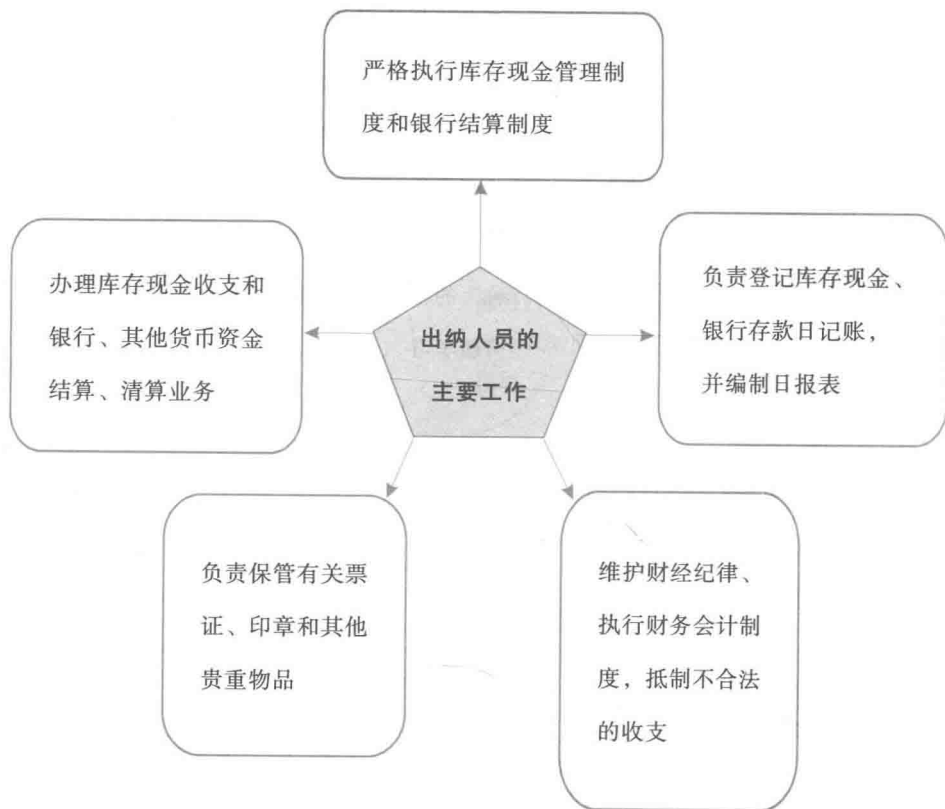 严格执行库存现金管理制
度和银行结算制度
办理库存现金收支和
银行、其他货币资金
结算、清算业务
出纳人员的
主要工作
负责登记库存现金、
银行存款日记账，
并编制日报表
负责保管有关票
证、印章和其他
贵重物品
维护财经纪律、
执行财务会计制
度，抵制不合法
的收支